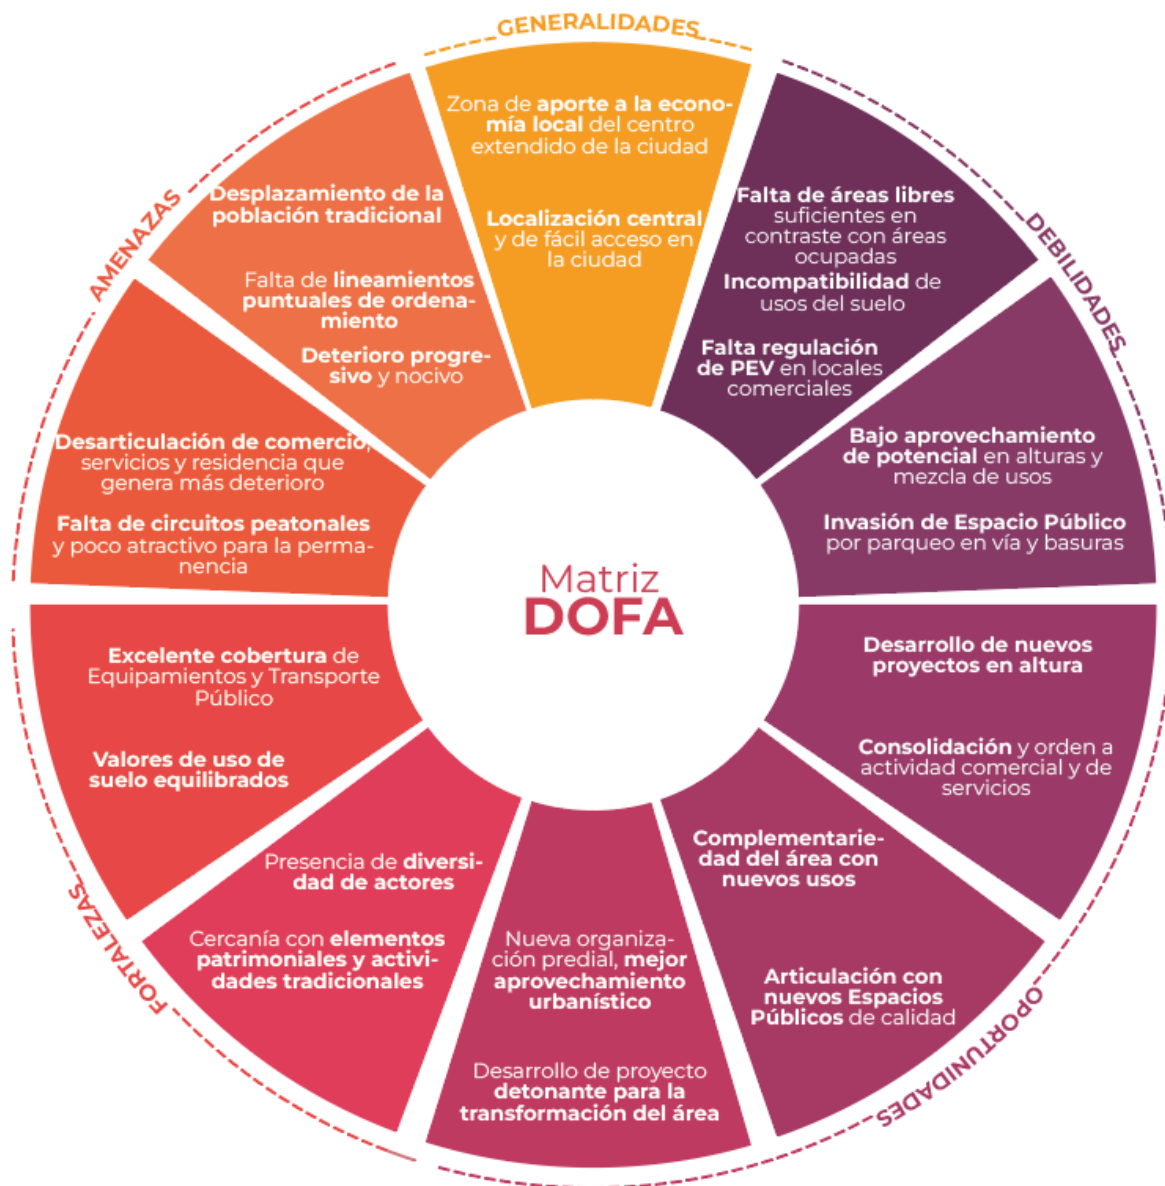 GENERALIDADES
Zona de aporte a la econo-
mía local del centro
extendido de la ciudad
Localización central
y de fácil acceso en
la ciudad
DEBILIDADES
Falta de áreas libres
suficientes en
contraste con áreas
ocupadas
Incompatibilidad de
usos del suelo
Falta regulación
de PEV en locales
comerciales
Bajo aprovechamiento
de potencial en alturas y
mezcla de usos
Invasión de Espacio Público
por parqueo en vía y basuras
OPORTUNIDADES
Desarrollo de nuevos
proyectos en altura
Consolidación y orden a
actividad comercial y de
servicios
Complementarie-
dad del área con
nuevos usos
Articulación con
nuevos Espacios
Públicos de calidad
Nueva organiza-
ción predial, mejor
aprovechamiento
urbanístico
Desarrollo de proyecto
detonante para la
transformación del área
FORTALEZAS
Presencia de diversi-
dad de actores
Cercanía con elementos
patrimoniales y activi-
dades tradicionales
Excelente cobertura de
Equipamientos y Transporte
Público
Valores de uso de
suelo equilibrados
AMENAZAS
Desarticulación de comercio,
servicios y residencia que
genera más deterioro
Falta de circuitos peatonales
y poco atractivo para la perma-
nencia
Desplazamiento de la
población tradicional
Falta de lineamientos
puntuales de ordena-
miento
Deterioro progre-
sivo y nocivo
Matriz
DOFA